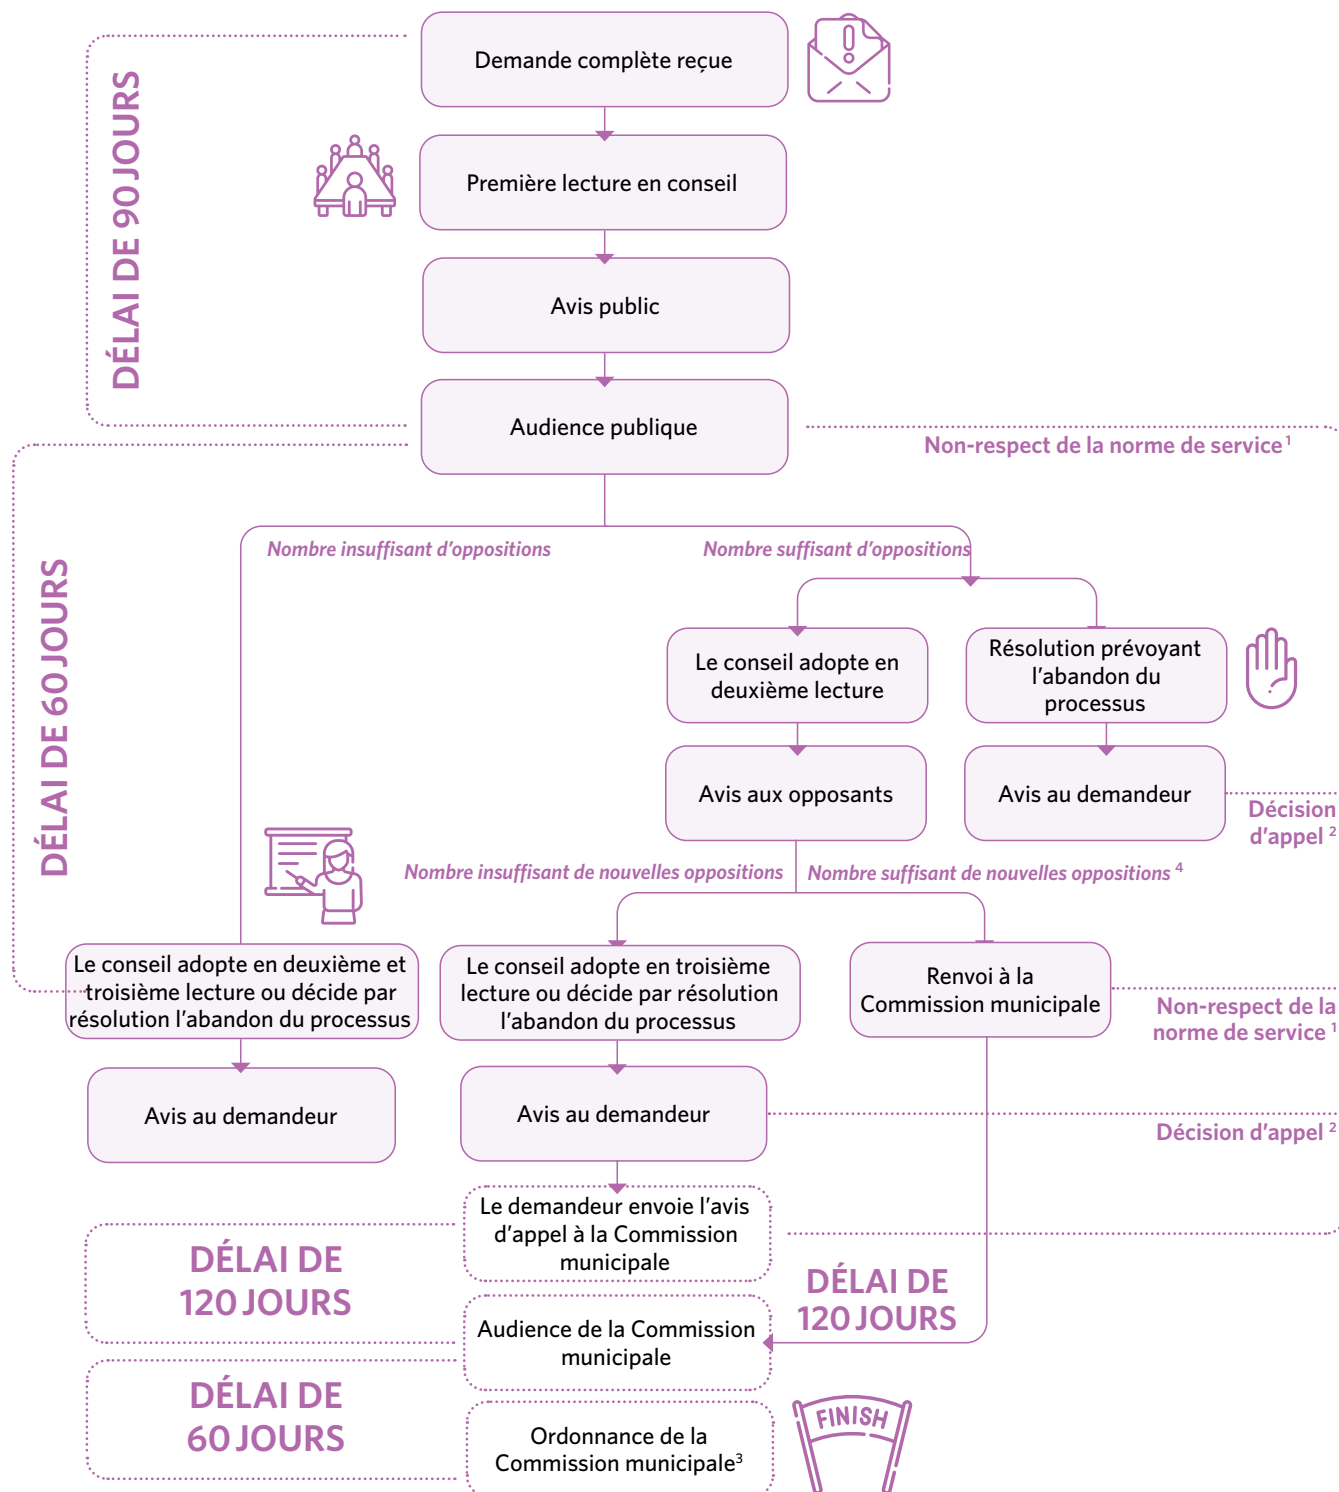 Demande complète reçue
DÉLAI DE 90 JOURS
Première lecture en conseil
Avis public
Audience publique
Non-respect de la norme de service 1
DÉLAI DE 60 JOURS
Nombre insuffisant d'oppositions
Nombre suffisant d'oppositions
Le conseil adopte en
deuxième lecture
Résolution prévoyant
l'abandon du
processus
Avis aux opposants
Avis au demandeur
Décision
d'appel 2
Nombre insuffisant de nouvelles oppositions
Nombre suffisant de nouvelles oppositions 4
Le conseil adopte en deuxième et
troisième lecture ou décide par
résolution l'abandon du processus
Le conseil adopte en troisième
lecture ou décide par résolution
l'abandon du processus
Renvoi à la
Commission municipale
Non-respect de la
norme de service 1
Avis au demandeur
Avis au demandeur
Décision d'appel 2
Le demandeur envoie l'avis
d'appel à la Commission
municipale
DÉLAI DE
120 JOURS
DÉLAI DE
120 JOURS
Audience de la Commission
municipale
DÉLAI DE
60 JOURS
Ordonnance de la
Commission municipale3
FINISH